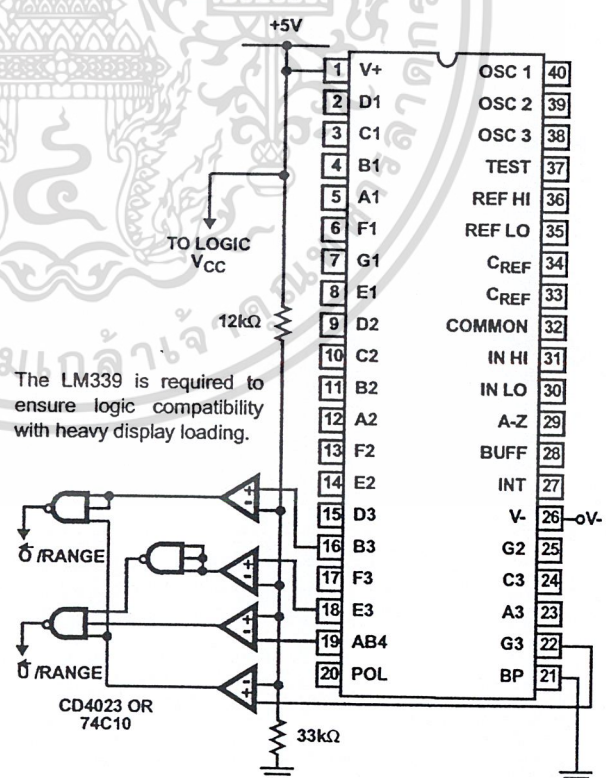 +5V
1 V+ OSC 1 40
2 D1 OSC 2 39
3 C1 OSC 3 38
4 B1 TEST 37
5 A1 REF HI 36
6 F1 REF LO 35
7 G1 CREF 34
8 E1 CREF 33
9 D2 COMMON 32
10 C2 IN HI 31
11 B2 IN LO 30
12 A2 A-Z 29
13 F2 BUFF 28
14 E2 INT 27
15 D3 V- 26 V-
16 B3 G2 25
17 F3 C3 24
18 E3 A3 23
19 AB4 G3 22
20 POL BP 21
TO LOGIC
VCC
12kΩ
The LM339 is required to
ensure logic compatibility
with heavy display loading.
+
-
+
-
-
+
-
+
O /RANGE
U /RANGE
CD4023 OR
74C10
33kΩ